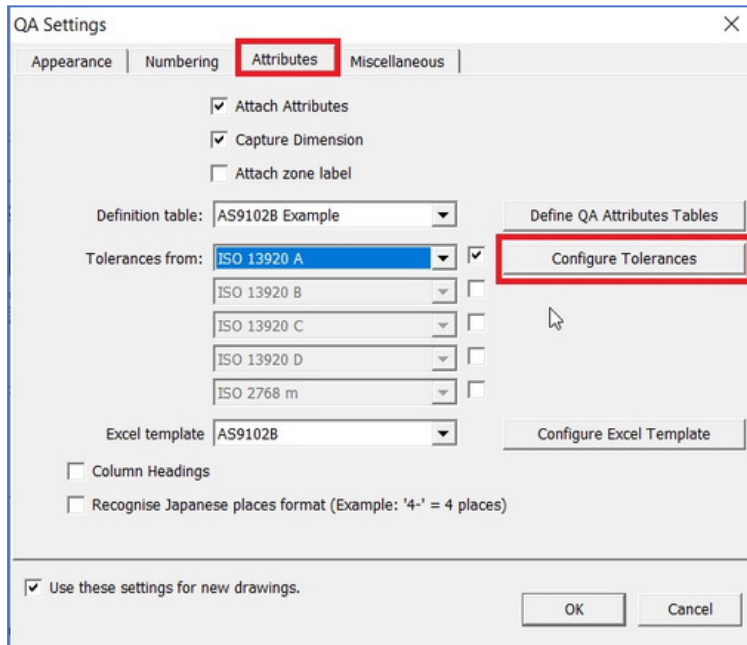 QA Settings
Appearance Numbering Attributes Miscellaneous
Attach Attributes
Capture Dimension
Attach zone label
Definition table: AS9102B Example Define QA Attributes Tables
Tolerances from: ISO 13920 A Configure Tolerances
ISO 13920 B
ISO 13920 C
ISO 13920 D
ISO 2768 m
Excel template AS9102B Configure Excel Template
Column Headings
Recognise Japanese places format (Example: '4-' = 4 places)
Use these settings for new drawings.
OK Cancel